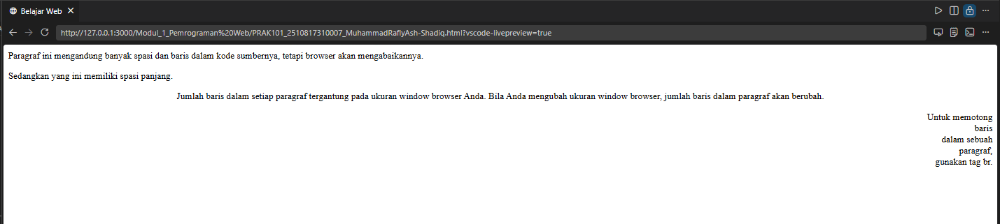 Belajar Web
http://127.0.0.1:3000/Modul_1_Pemrograman%20Web/PRAK101_2510817310007_MuhammadRaflyAsh-Shadiq.html?vscode-livepreview=true
Paragraf ini mengandung banyak spasi dan baris dalam kode sumbernya, tetapi browser akan mengabaikannya.
Sedangkan yang ini memiliki spasi panjang.
Jumlah baris dalam setiap paragraf tergantung pada ukuran window browser Anda. Bila Anda mengubah ukuran window browser, jumlah baris dalam paragraf akan berubah.
Untuk memotong
baris
dalam sebuah
paragraf,
gunakan tag br.